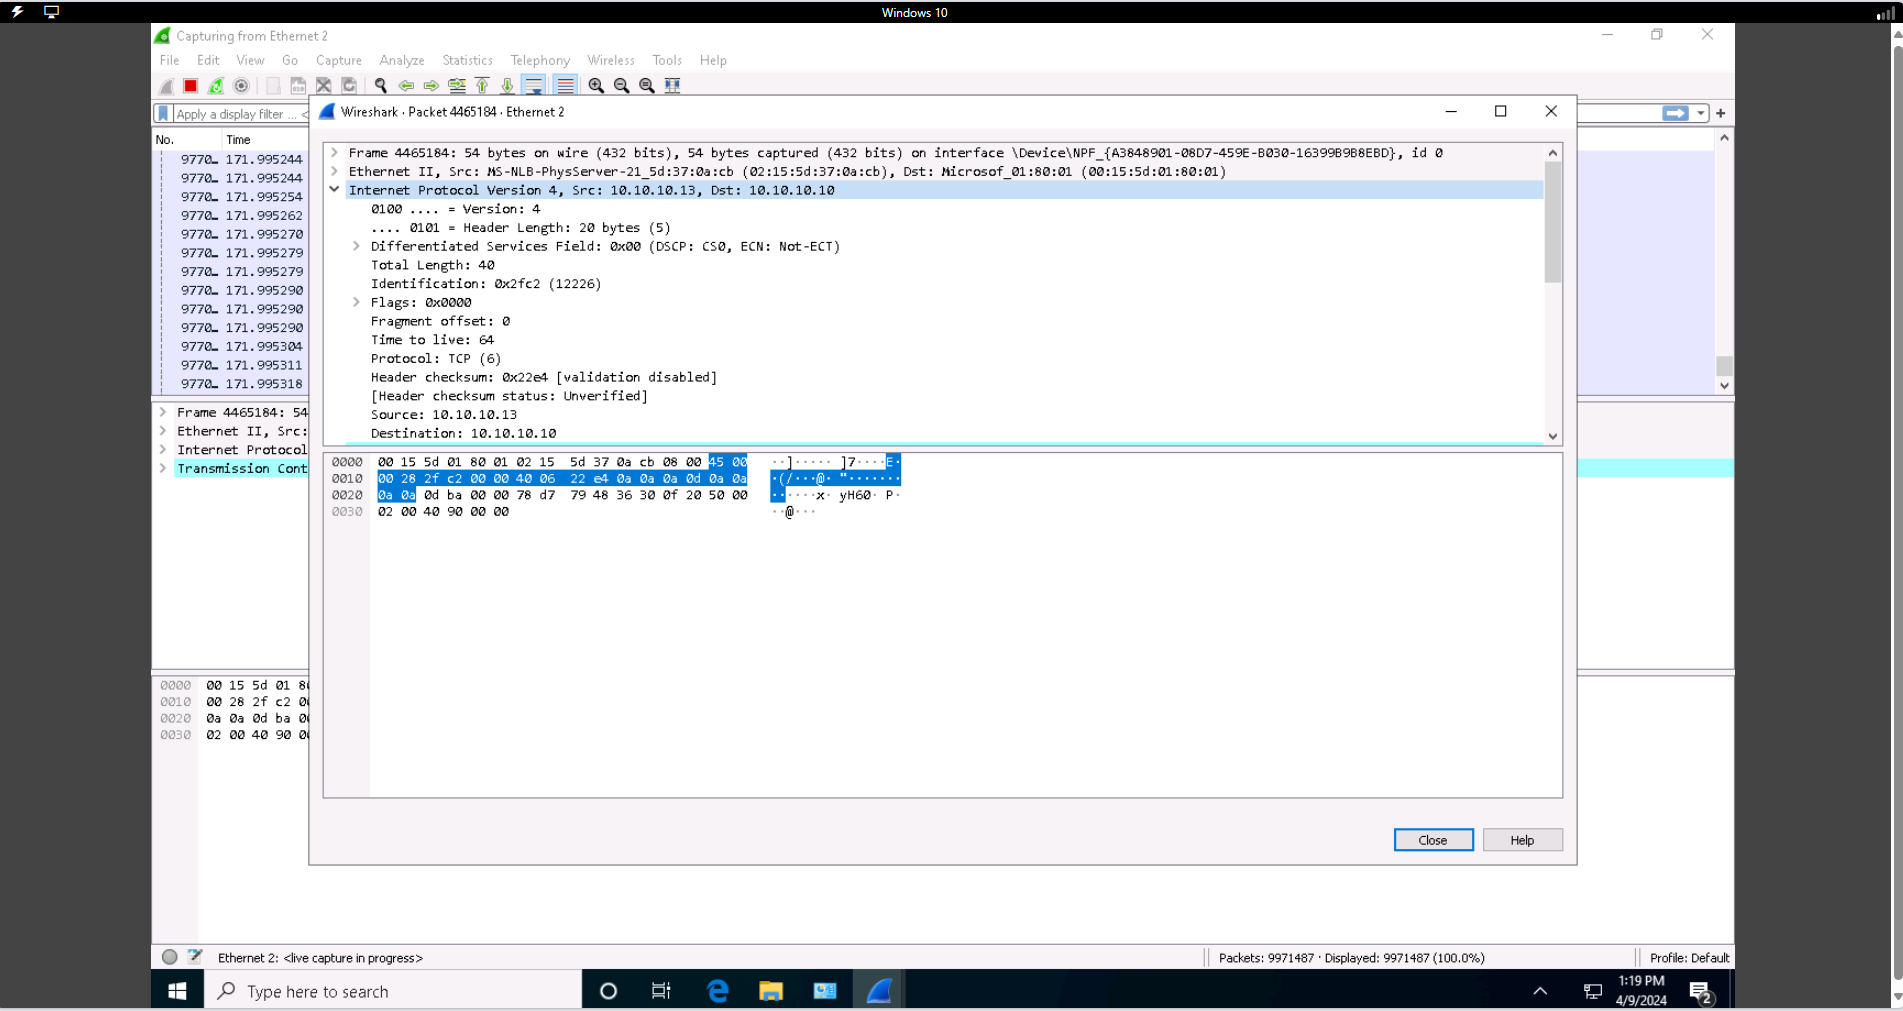 Windows 10
Capturing from Ethernet 2
File Edit View Go Capture Analyze Statistics Telephony Wireless Tools Help
Apply a display filter ... <
Wireshark · Packet 4465184 · Ethernet 2
No. Time
9770… 171.995244
9770… 171.995244
9770… 171.995254
9770… 171.995262
9770… 171.995270
9770… 171.995279
9770… 171.995279
9770… 171.995290
9770… 171.995290
9770… 171.995290
9770… 171.995304
9770… 171.995311
9770… 171.995318
Frame 4465184: 54 bytes on wire (432 bits), 54 bytes captured (432 bits) on interface \Device\NPF_{A3848901-08D7-459E-B030-16399B9B8EBD}, id 0
Ethernet II, Src: MS-NLB-PhysServer-21_5d:37:0a:cb (02:15:5d:37:0a:cb), Dst: Microsof_01:80:01 (00:15:5d:01:80:01)
Internet Protocol Version 4, Src: 10.10.10.13, Dst: 10.10.10.10
0100 .... = Version: 4
.... 0101 = Header Length: 20 bytes (5)
Differentiated Services Field: 0x00 (DSCP: CS0, ECN: Not-ECT)
Total Length: 40
Identification: 0x2fc2 (12226)
Flags: 0x0000
Fragment offset: 0
Time to live: 64
Protocol: TCP (6)
Header checksum: 0x22e4 [validation disabled]
[Header checksum status: Unverified]
Source: 10.10.10.13
Destination: 10.10.10.10
Frame 4465184: 54
Ethernet II, Src:
Internet Protocol
Transmission Cont
0000 00 15 5d 01 80 01 02 15 5d 37 0a cb 08 00 45 00 ··]····· ]7····E·
0010 00 28 2f c2 00 00 40 06 22 e4 0a 0a 0a 0d 0a 0a ·(/···@· "·······
0020 0a 0a 0d ba 00 00 78 d7 79 48 36 30 0f 20 50 00 ······x· yH60· P·
0030 02 00 40 90 00 00 ··@···
0000 00 15 5d 01 80
0010 00 28 2f c2 00
0020 0a 0a 0d ba 00
0030 02 00 40 90 00
Close Help
Ethernet 2: <live capture in progress>
Packets: 9971487 · Displayed: 9971487 (100.0%)
Profile: Default
Type here to search
1:19 PM
4/9/2024
2